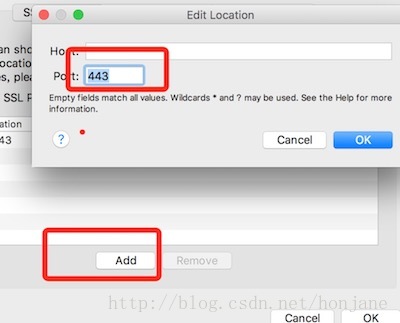 Edit Location
SS
Host:
an sho
ocatio
Port: 443
es, plea
Empty fields match all values. Wildcards * and ? may be used. See the Help for more
information.
SSL P
ation
? Cancel OK
43
Add Remove
http://blog.csdn.net/honjane
Cancel OK